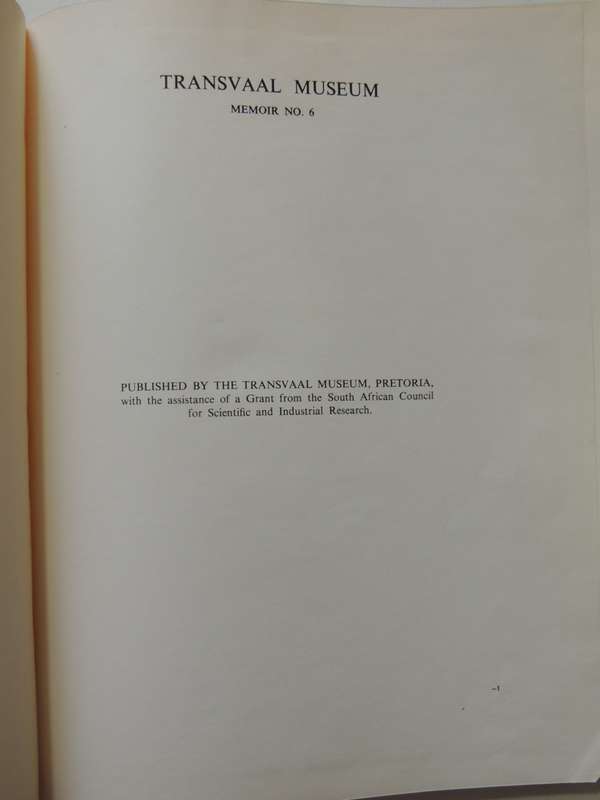 TRANSVAAL MUSEUM
MEMOIR NO. 6
PUBLISHED BY THE TRANSVAAL MUSEUM, PRETORIA,
with the assistance of a Grant from the South African Council
for Scientific and Industrial Research.
-1